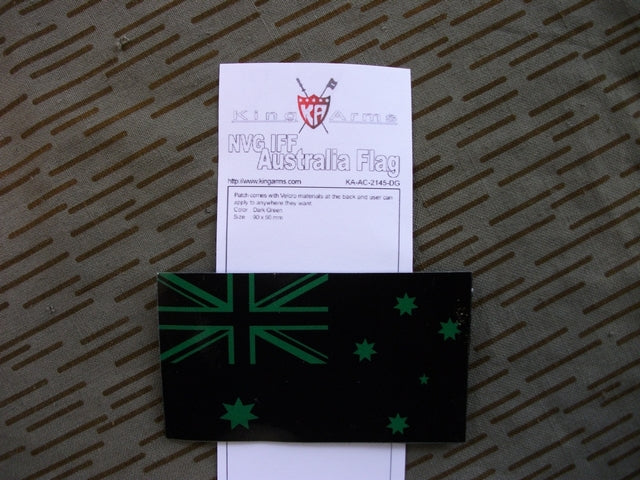 King Arms
KA
NVG IFF
Australia Flag
http://www.kingarms.com KA-AC-2145-DG
Patch comes with Velcro materials at the back and user can
apply to anywhere they want.
Color : Dark Green
Size : 90 x 50 mm